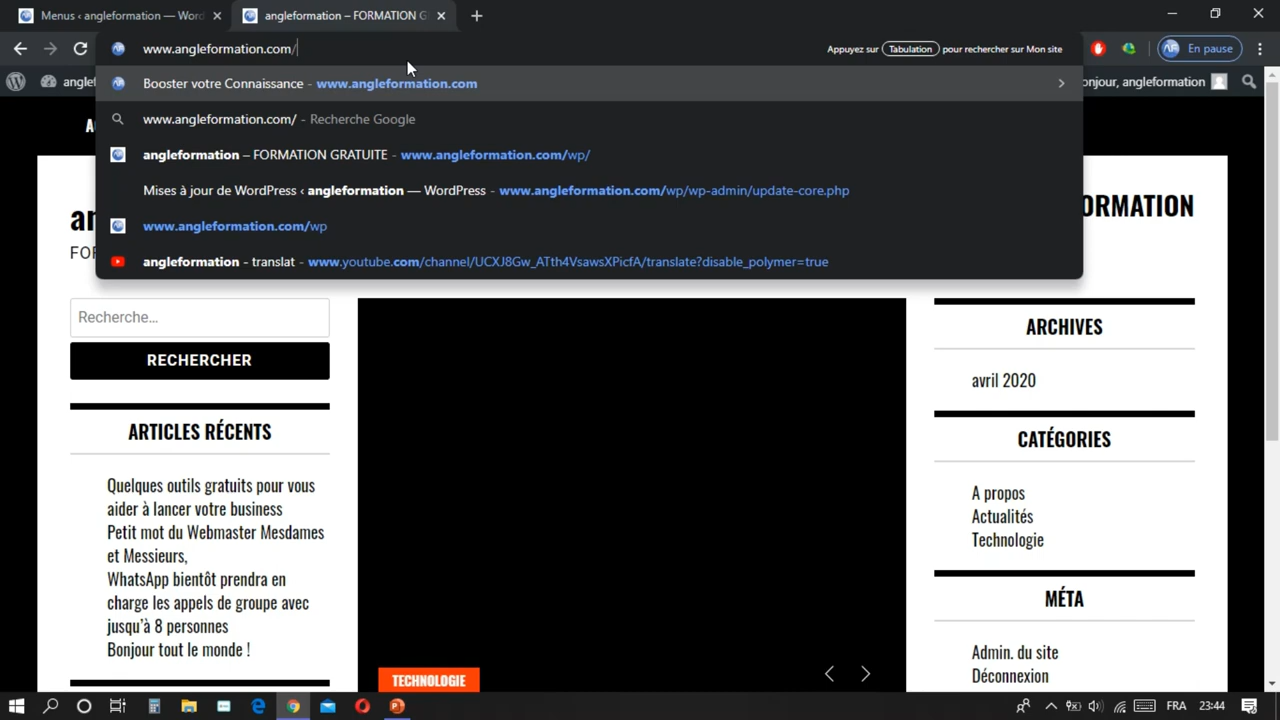 Menus ‹ angleformation — Word
angleformation – FORMATION G
www.angleformation.com/
Appuyez sur Tabulation pour rechercher sur Mon site
En pause
Booster votre Connaissance - www.angleformation.com
www.angleformation.com/ - Recherche Google
angleformation – FORMATION GRATUITE - www.angleformation.com/wp/
Mises à jour de WordPress ‹ angleformation — WordPress - www.angleformation.com/wp/wp-admin/update-core.php
www.angleformation.com/wp
angleformation - translat - www.youtube.com/channel/UCXJ8Gw_ATth4VsawsXPicfA/translate?disable_polymer=true
anglef
onjour, angleformation
A
an
FOR
ORMATION
Recherche…
RECHERCHER
ARTICLES RÉCENTS
Quelques outils gratuits pour vous
aider à lancer votre business
Petit mot du Webmaster Mesdames
et Messieurs,
WhatsApp bientôt prendra en
charge les appels de groupe avec
jusqu'à 8 personnes
Bonjour tout le monde !
TECHNOLOGIE
ARCHIVES
avril 2020
CATÉGORIES
A propos
Actualités
Technologie
MÉTA
Admin. du site
Déconnexion
FRA
23:44